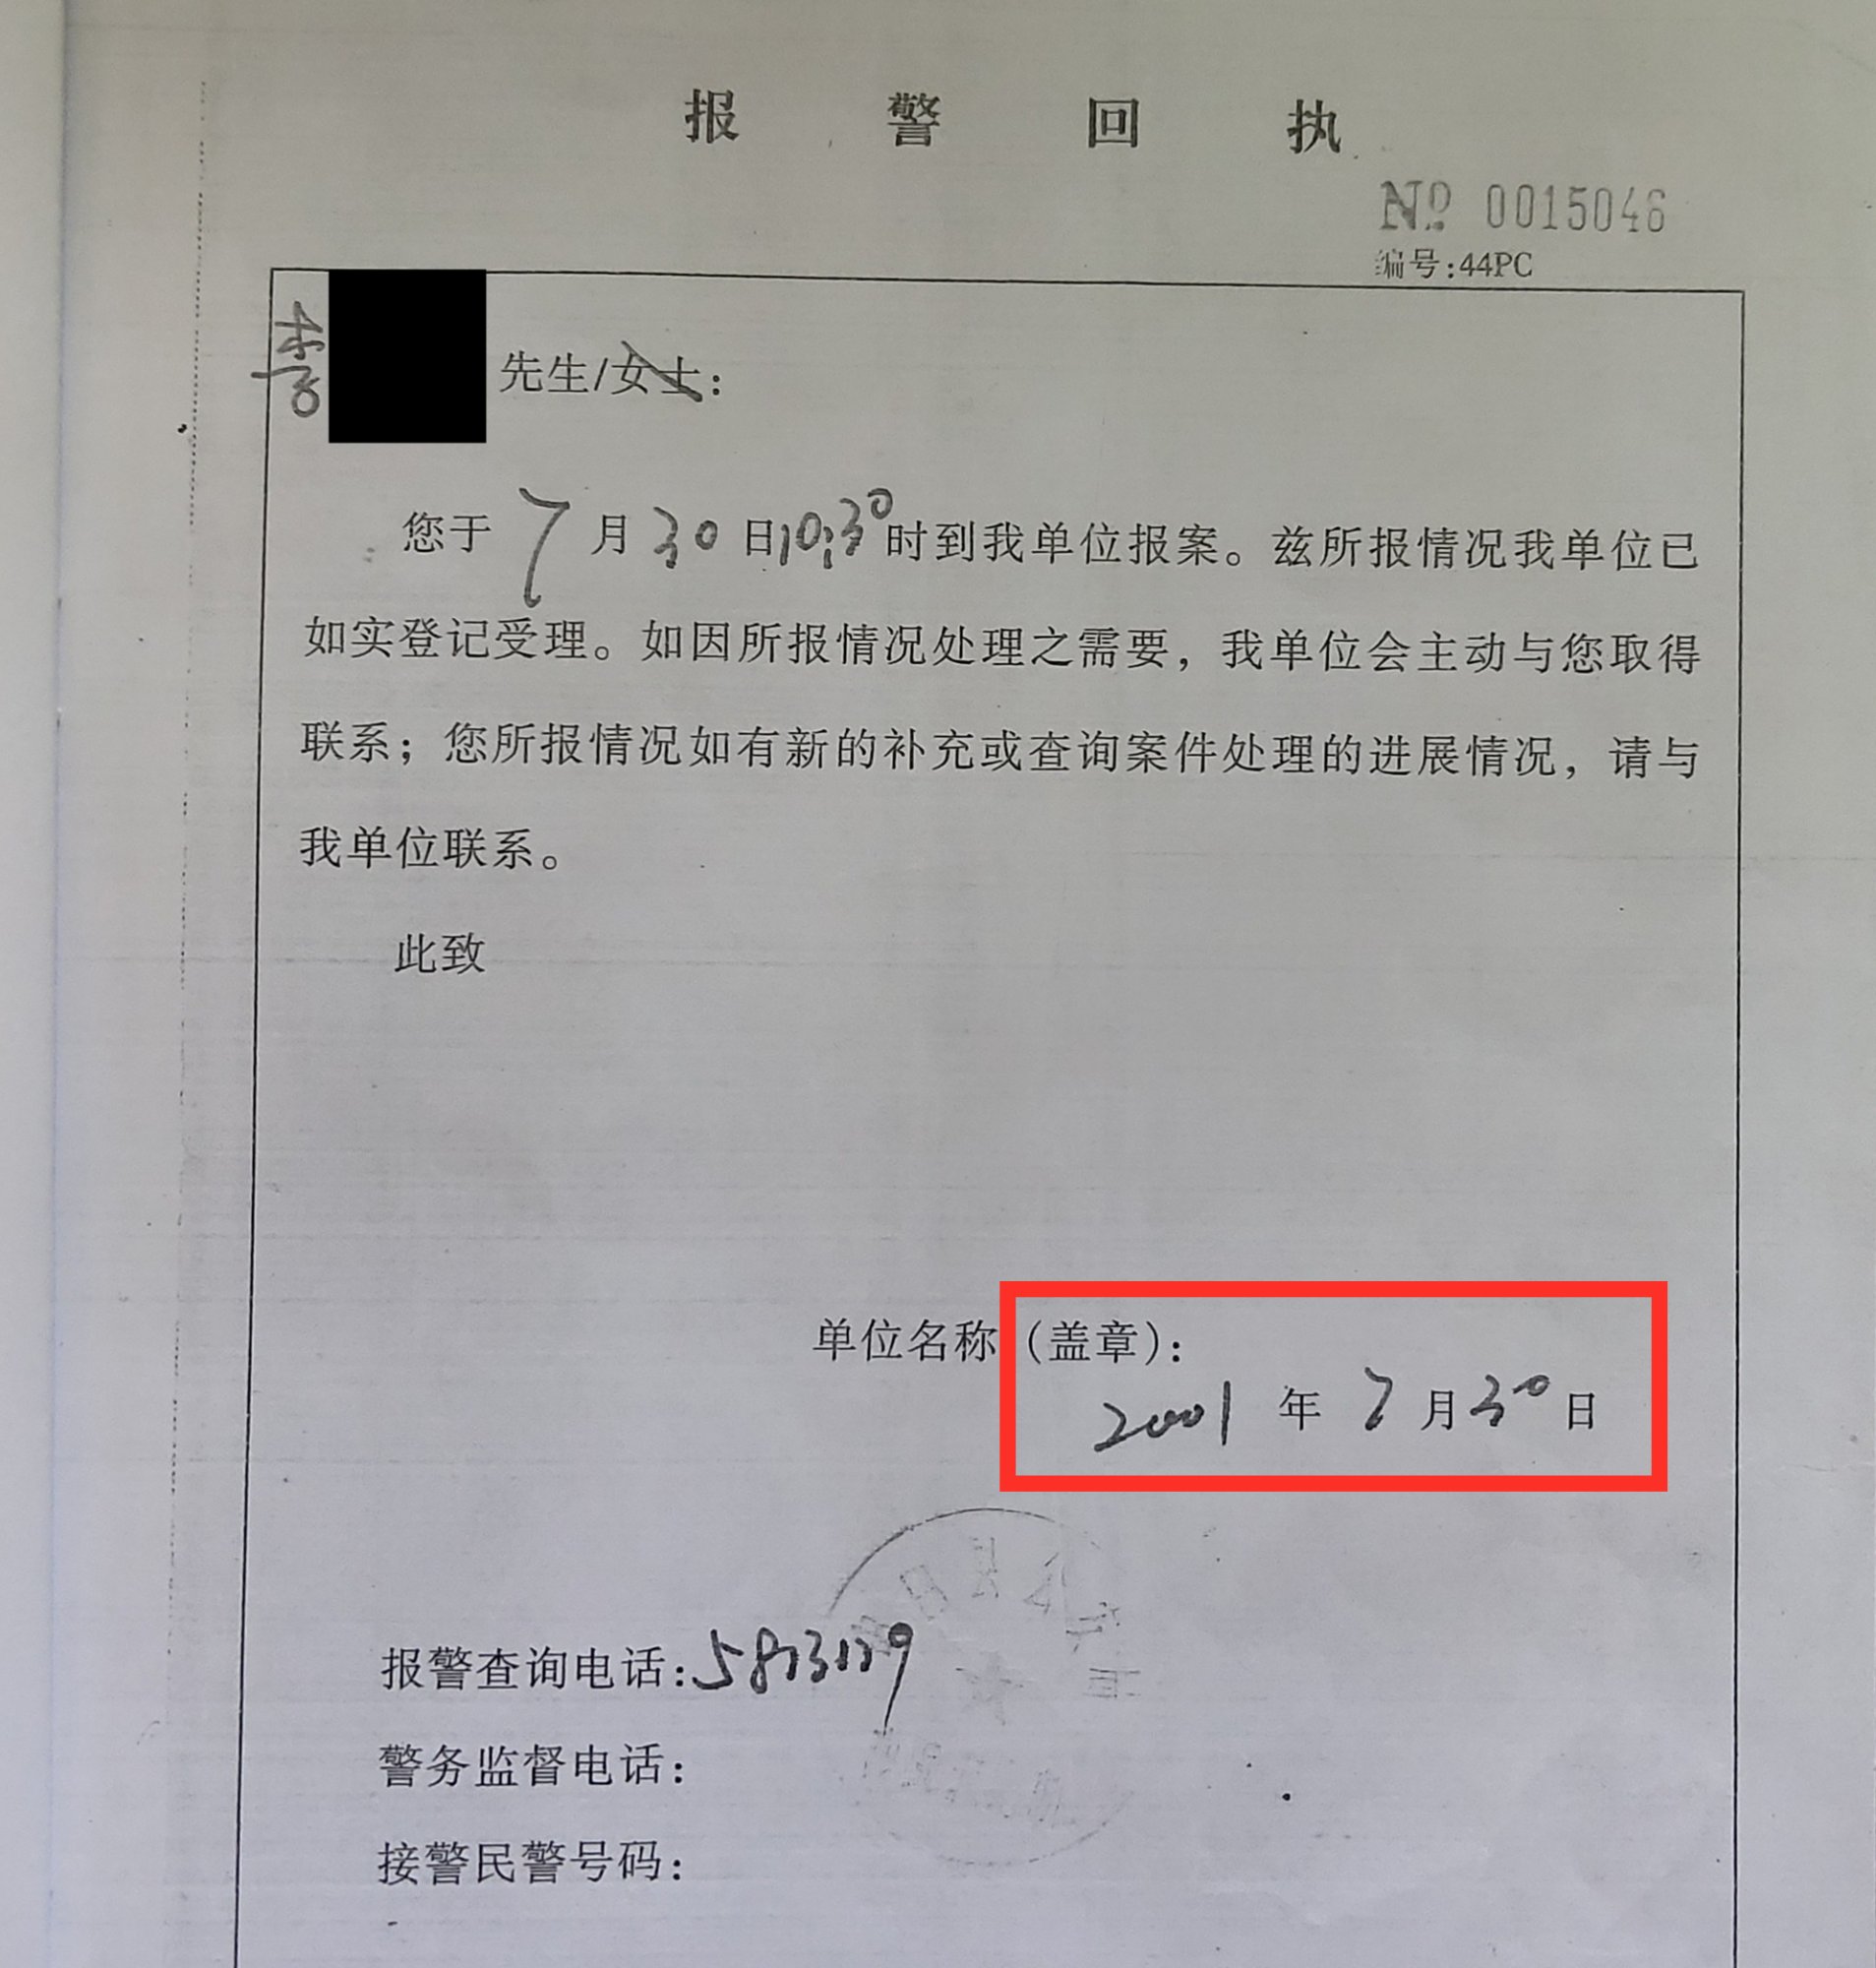 报警回执
№ 0015046
编号:44PC
李
先生/女士:
您于 7 月 30 日10:30时到我单位报案。兹所报情况我单位已
如实登记受理。如因所报情况处理之需要，我单位会主动与您取得
联系；您所报情况如有新的补充或查询案件处理的进展情况，请与
我单位联系。
此致
单位名称（盖章）:
2001 年 7 月 30 日
报警查询电话:
警务监督电话:
接警民警号码: